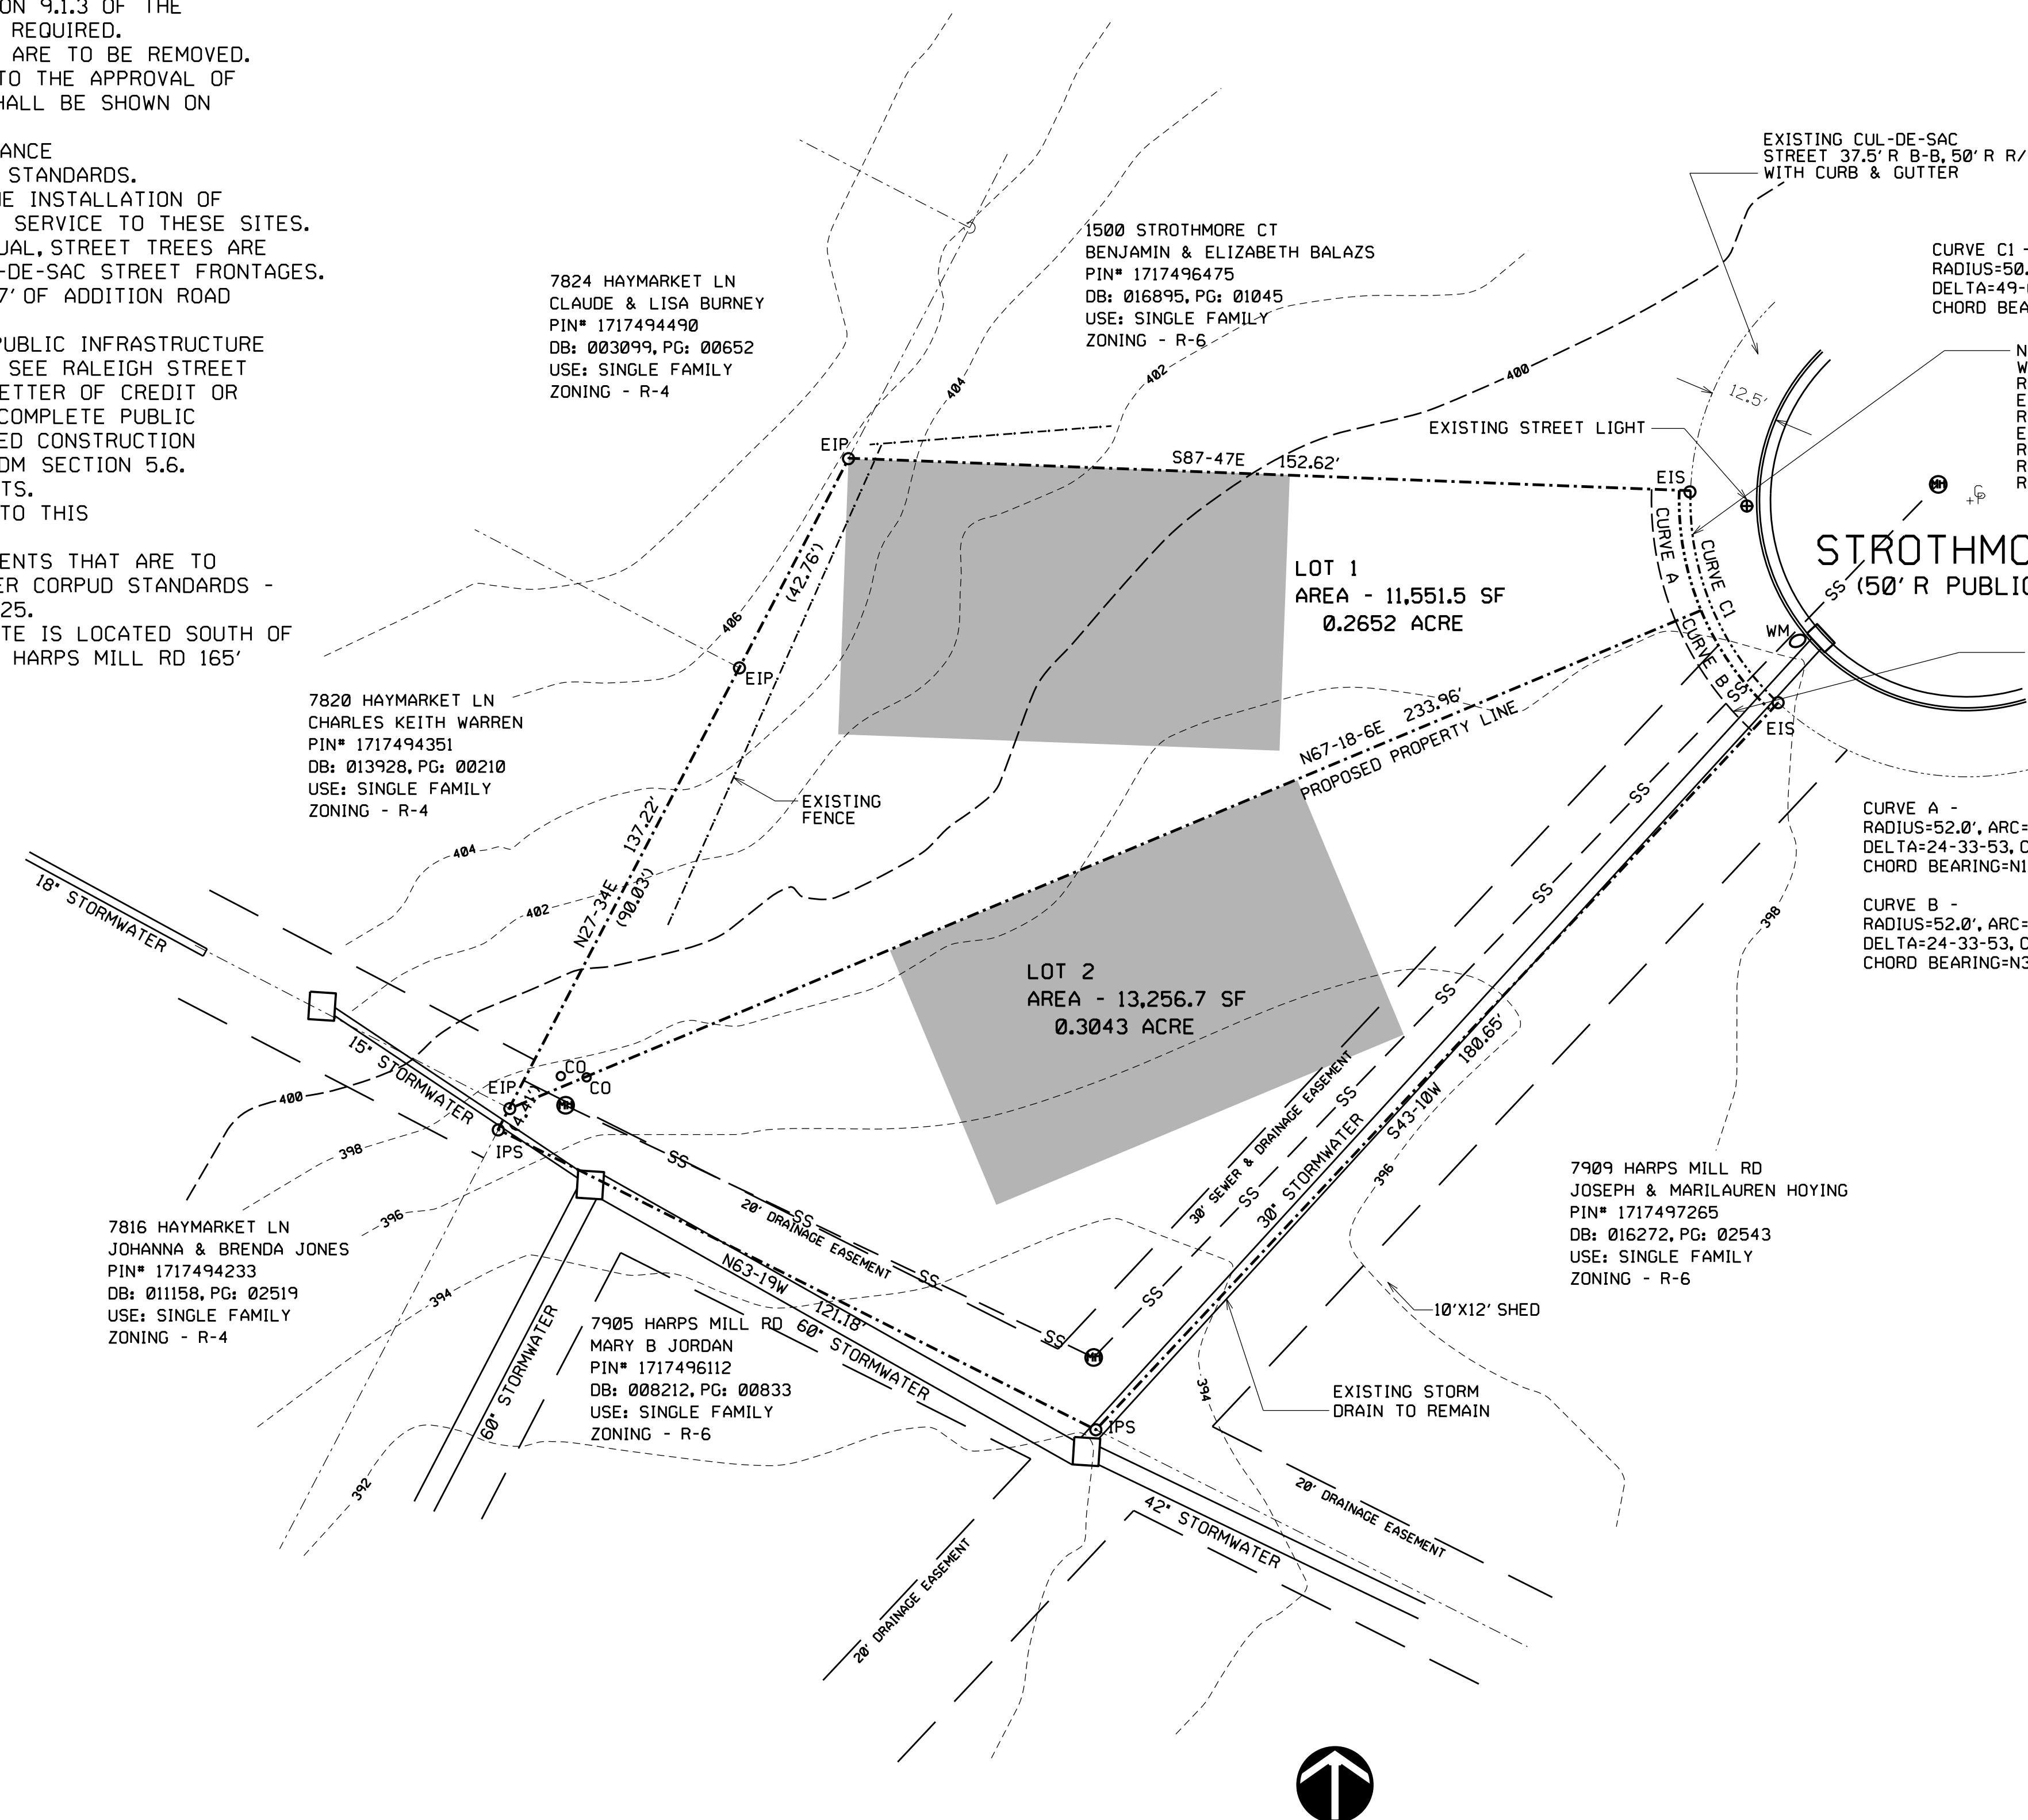 ON 9.1.3 OF THE
REQUIRED.
ARE TO BE REMOVED.
TO THE APPROVAL OF
HALL BE SHOWN ON
ANCE
STANDARDS.
NE INSTALLATION OF
SERVICE TO THESE SITES.
UAL, STREET TREES ARE
-DE-SAC STREET FRONTAGES.
7' OF ADDITION ROAD
PUBLIC INFRASTRUCTURE
SEE RALEIGH STREET
ETTER OF CREDIT OR
COMPLETE PUBLIC
ED CONSTRUCTION
DM SECTION 5.6.
TS.
TO THIS
ENTS THAT ARE TO
ER CORPUD STANDARDS -
25.
TE IS LOCATED SOUTH OF
HARPS MILL RD 165'
EXISTING CUL-DE-SAC
STREET 37.5' R B-B, 50' R R/
WITH CURB & GUTTER
1500 STROTHMORE CT
BENJAMIN & ELIZABETH BALAZS
PIN# 1717496475
DB: 016895, PG: 01045
USE: SINGLE FAMILY
ZONING - R-6
CURVE C1 -
RADIUS=50.
DELTA=49-
CHORD BEA
7824 HAYMARKET LN
CLAUDE & LISA BURNEY
PIN# 1717494490
DB: 003099, PG: 00652
USE: SINGLE FAMILY
ZONING - R-4
N
W
R
E
R
E
R
R
R
404
402
400
12.5'
EXISTING STREET LIGHT
EIP
S87-47E 152.62'
EIS
MH
CURVE A
CURVE C1
STROTHMO
(50' R PUBLIC
SS
LOT 1
AREA - 11,551.5 SF
0.2652 ACRE
(42.76')
406
WM
CURVE B
SS
EIP
EIS
7820 HAYMARKET LN
CHARLES KEITH WARREN
PIN# 1717494351
DB: 013928, PG: 00210
USE: SINGLE FAMILY
ZONING - R-4
N67-18-6E 233.96'
PROPOSED PROPERTY LINE
EXISTING
FENCE
SS
CURVE A -
RADIUS=52.0', ARC=
DELTA=24-33-53, C
CHORD BEARING=N1
CURVE B -
RADIUS=52.0', ARC=
DELTA=24-33-53, C
CHORD BEARING=N3
137.22'
N27-34E
(90.03')
404
402
18" STORMWATER
SS
398
LOT 2
AREA - 13,256.7 SF
0.3043 ACRE
SS
180.65'
S43-10W
15" STORMWATER
CO
CO
EIP
MH
IPS
400
398
396
30' SEWER & DRAINAGE EASEMENT
SS
30" STORMWATER
SS
396
SS
SS
20' DRAINAGE EASEMENT
SS
7909 HARPS MILL RD
JOSEPH & MARILAUREN HOYING
PIN# 1717497265
DB: 016272, PG: 02543
USE: SINGLE FAMILY
ZONING - R-6
7816 HAYMARKET LN
JOHANNA & BRENDA JONES
PIN# 1717494233
DB: 011158, PG: 02519
USE: SINGLE FAMILY
ZONING - R-4
394
N63-19W 121.18'
SS
10'X12' SHED
60" STORMWATER
7905 HARPS MILL RD
MARY B JORDAN
PIN# 1717496112
DB: 008212, PG: 00833
USE: SINGLE FAMILY
ZONING - R-6
60" STORMWATER
SS
MH
394
EXISTING STORM
DRAIN TO REMAIN
IPS
392
20' DRAINAGE EASEMENT
42" STORMWATER
20' DRAINAGE EASEMENT